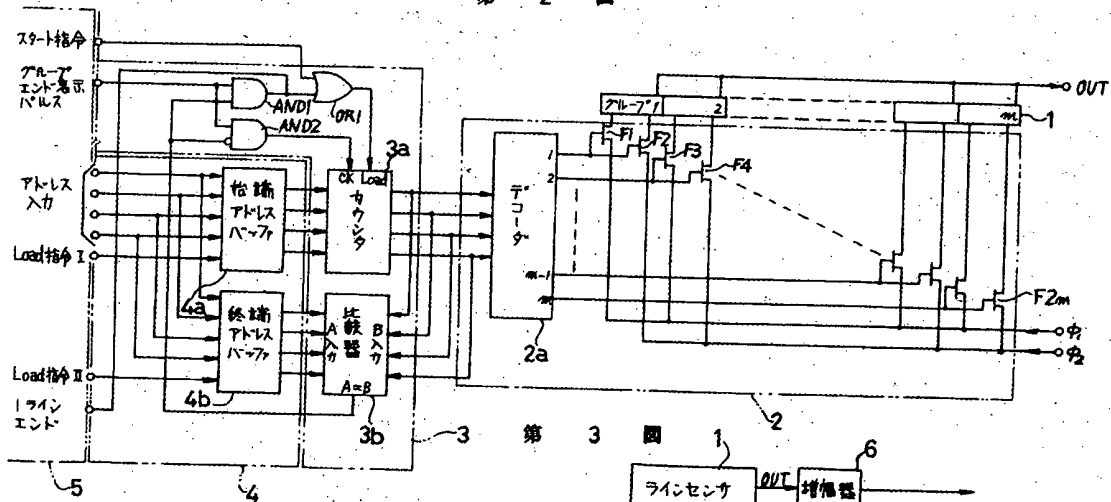 第 2 図
スタート指令
グループ
エンド表示
パルス
AND1
OR1
AND2
3a
CK Load
アドレス
入力
始端
アドレス
バッファ
カウンタ
Load指令 I
4a
終端
アドレス
バッファ
A入力
比較器
B入力
A=B
Load指令 II
4b
3b
1ライン
エンド
5
4
3
デコーダ
1
2
m-1
m
2a
グループ1
2
m
OUT
1
F1
F2
F3
F4
F2m
φ1
φ2
2
第 3 図
1
ラインセンサ
OUT
6
増幅器